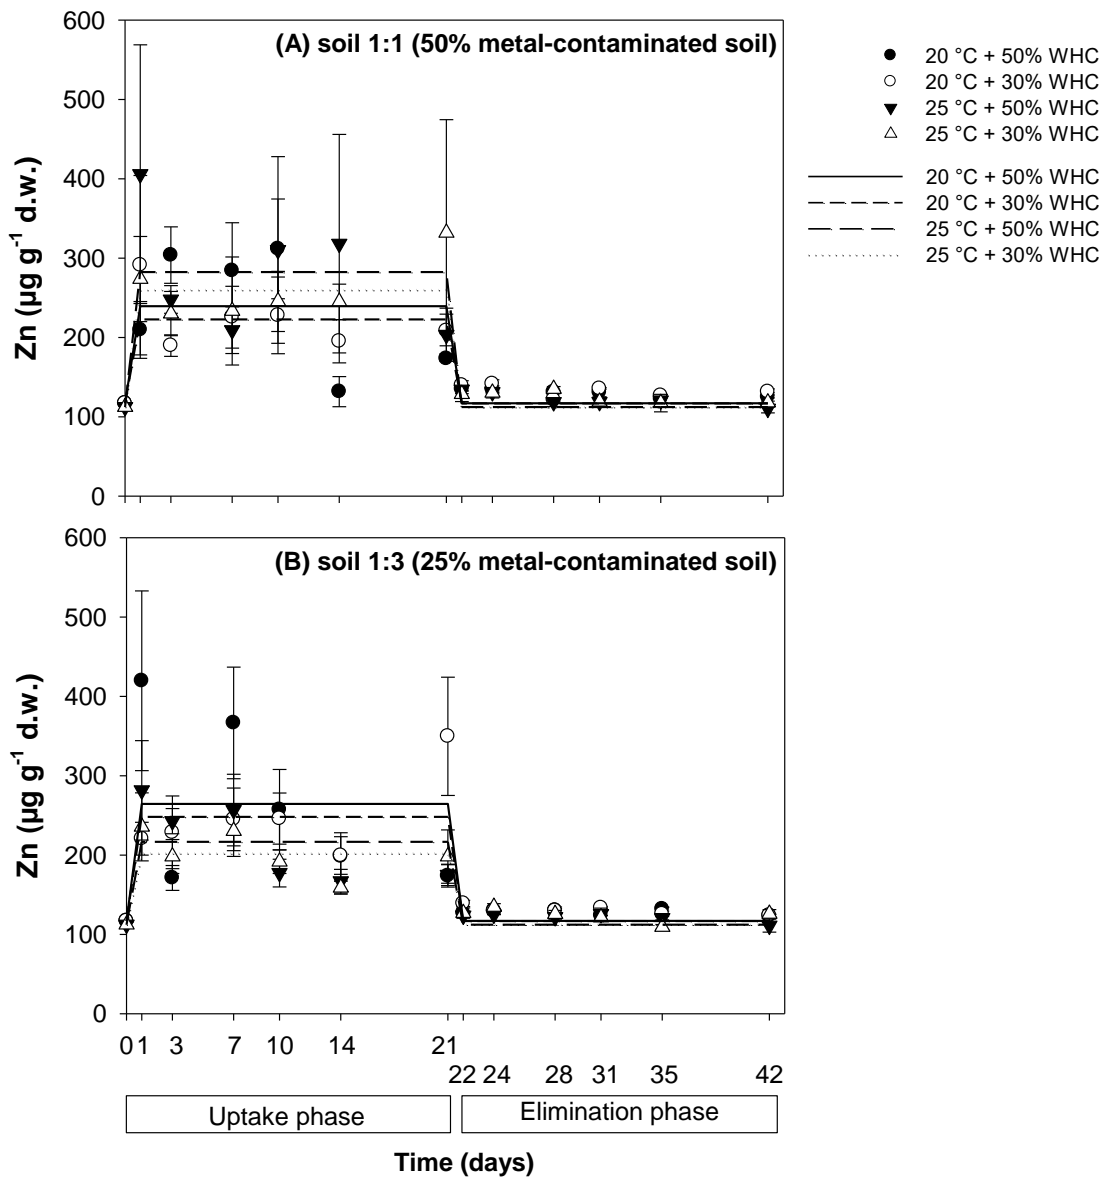 (A) soil 1:1 (50% metal-contaminated soil)
600
500
400
300
200
100
0
Zn (µg g⁻¹ d.w.)
20 °C + 50% WHC
20 °C + 30% WHC
25 °C + 50% WHC
25 °C + 30% WHC
20 °C + 50% WHC
20 °C + 30% WHC
25 °C + 50% WHC
25 °C + 30% WHC
(B) soil 1:3 (25% metal-contaminated soil)
600
500
400
300
200
100
0
Zn (µg g⁻¹ d.w.)
0 1 3 7 10 14 21
22 24 28 31 35 42
Uptake phase Elimination phase
Time (days)